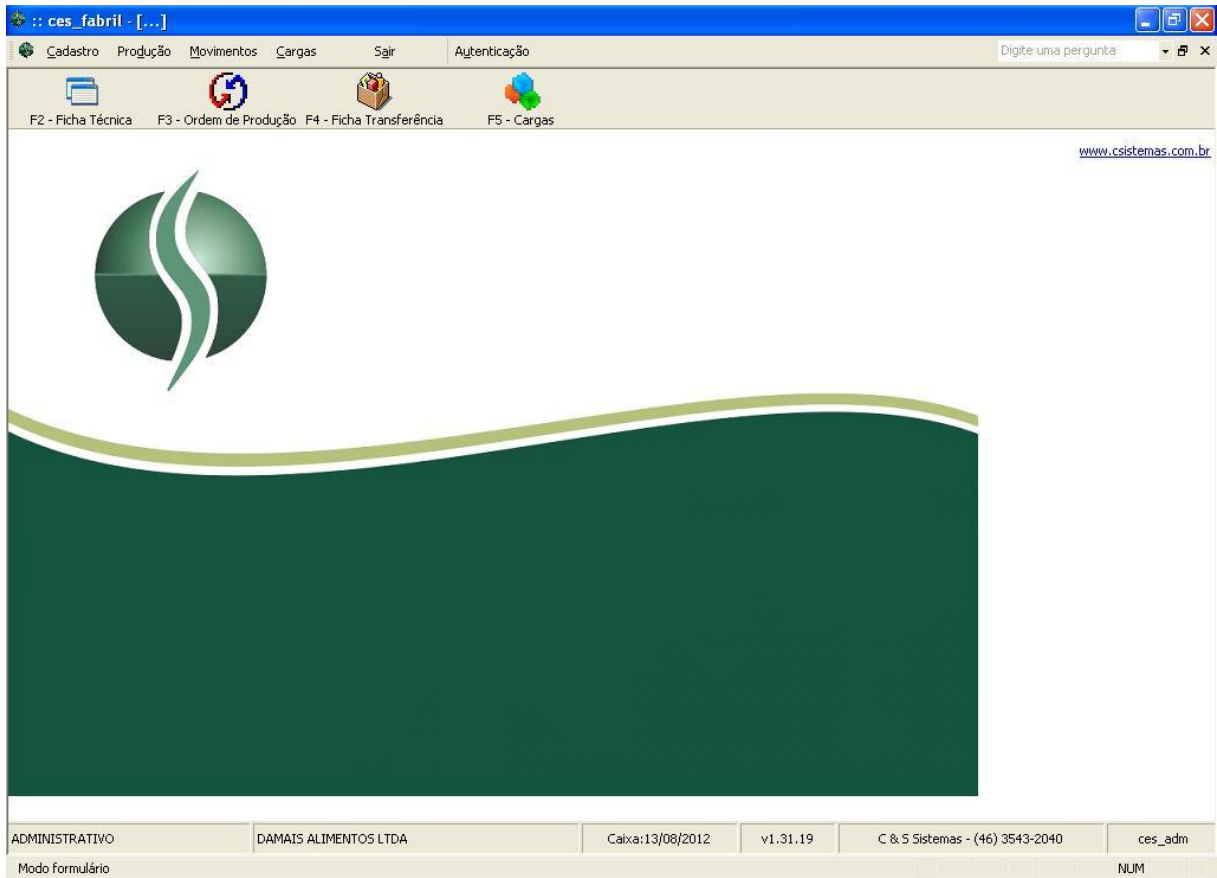 :: ces_fabril - [...]
Cadastro Produção Movimentos Cargas Sair Autenticação Digite uma pergunta
F2 - Ficha Técnica F3 - Ordem de Produção F4 - Ficha Transferência F5 - Cargas
www.csistemas.com.br
ADMINISTRATIVO DAMAIS ALIMENTOS LTDA Caixa:13/08/2012 v1.31.19 C & S Sistemas - (46) 3543-2040 ces_adm
Modo formulário NUM